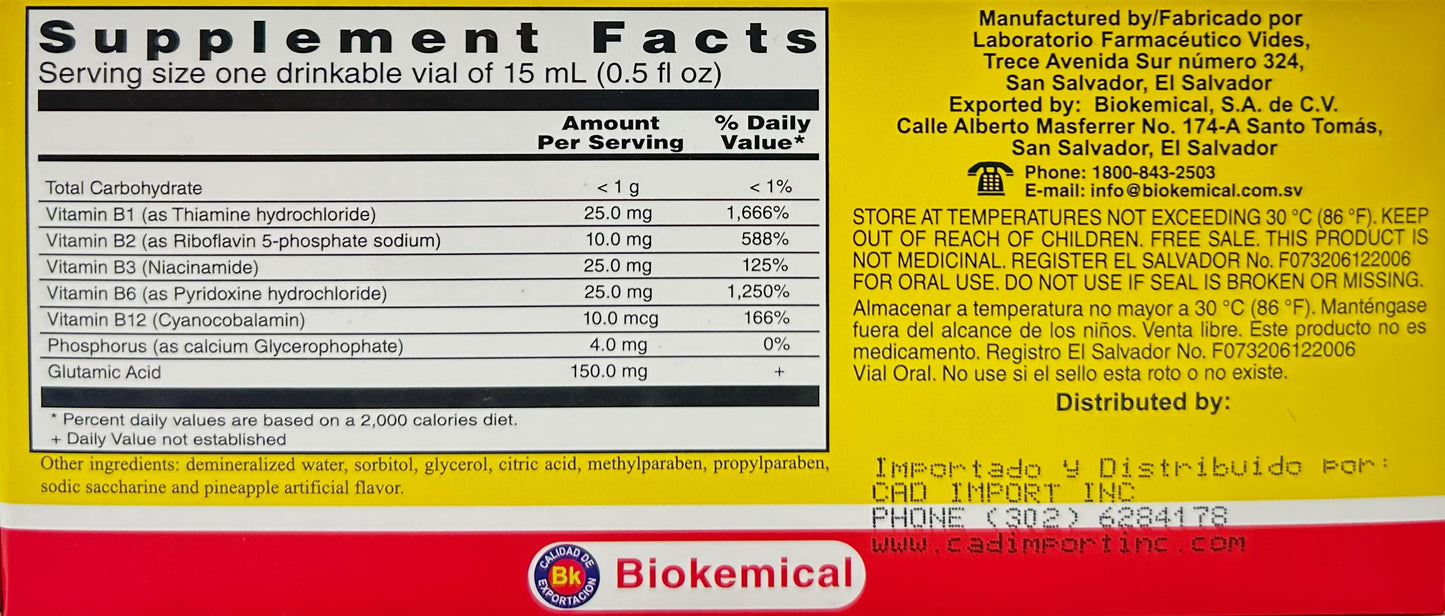 Supplement Facts
Serving size one drinkable vial of 15 mL (0.5 fl oz)
Amount Per Serving % Daily Value*
Total Carbohydrate < 1 g < 1%
Vitamin B1 (as Thiamine hydrochloride) 25.0 mg 1,666%
Vitamin B2 (as Riboflavin 5-phosphate sodium) 10.0 mg 588%
Vitamin B3 (Niacinamide) 25.0 mg 125%
Vitamin B6 (as Pyridoxine hydrochloride) 25.0 mg 1,250%
Vitamin B12 (Cyanocobalamin) 10.0 mcg 166%
Phosphorus (as calcium Glycerophophate) 4.0 mg 0%
Glutamic Acid 150.0 mg +
* Percent daily values are based on a 2,000 calories diet.
+ Daily Value not established
Other ingredients: demineralized water, sorbitol, glycerol, citric acid, methylparaben, propylparaben,
sodic saccharine and pineapple artificial flavor.
Manufactured by/Fabricado por
Laboratorio Farmacéutico Vides,
Trece Avenida Sur número 324,
San Salvador, El Salvador
Exported by: Biokemical, S.A. de C.V.
Calle Alberto Masferrer No. 174-A Santo Tomás,
San Salvador, El Salvador
Phone: 1800-843-2503
E-mail: info@biokemical.com.sv
STORE AT TEMPERATURES NOT EXCEEDING 30 °C (86 °F). KEEP
OUT OF REACH OF CHILDREN. FREE SALE. THIS PRODUCT IS
NOT MEDICINAL. REGISTER EL SALVADOR No. F073206122006
FOR ORAL USE. DO NOT USE IF SEAL IS BROKEN OR MISSING.
Almacenar a temperatura no mayor a 30 °C (86 °F). Manténgase
fuera del alcance de los niños. Venta libre. Este producto no es
medicamento. Registro El Salvador No. F073206122006
Vial Oral. No use si el sello esta roto o no existe.
Distributed by:
Importado y Distribuido por:
CAD IMPORT INC
PHONE (302) 6284178
www.cadimportinc.com
CALIDAD DE
Bk
EXPORTACIÓN
Biokemical